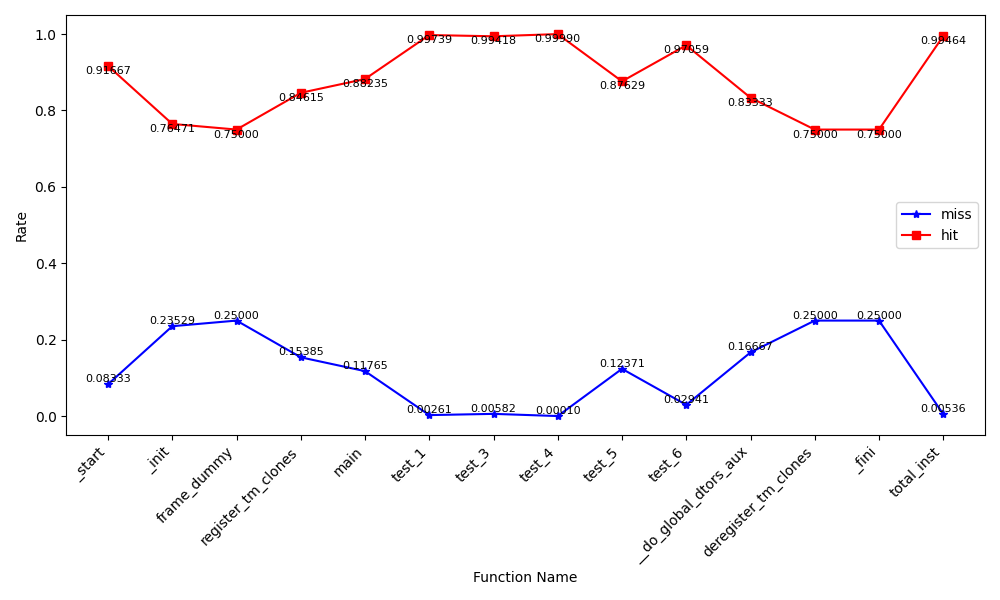 1.0
0.8
0.6
0.4
0.2
0.0
Rate
0.91667
0.76471
0.75000
0.84615
0.88235
0.99739
0.99418
0.99990
0.87629
0.97059
0.83333
0.75000
0.75000
0.99464
miss
hit
0.08333
0.23529
0.25000
0.15385
0.11765
0.00261
0.00582
0.00010
0.12371
0.02941
0.16667
0.25000
0.25000
0.00536
_start
_init
frame_dummy
register_tm_clones
main
test_1
test_3
test_4
test_5
test_6
__do_global_dtors_aux
deregister_tm_clones
_fini
total_inst
Function Name